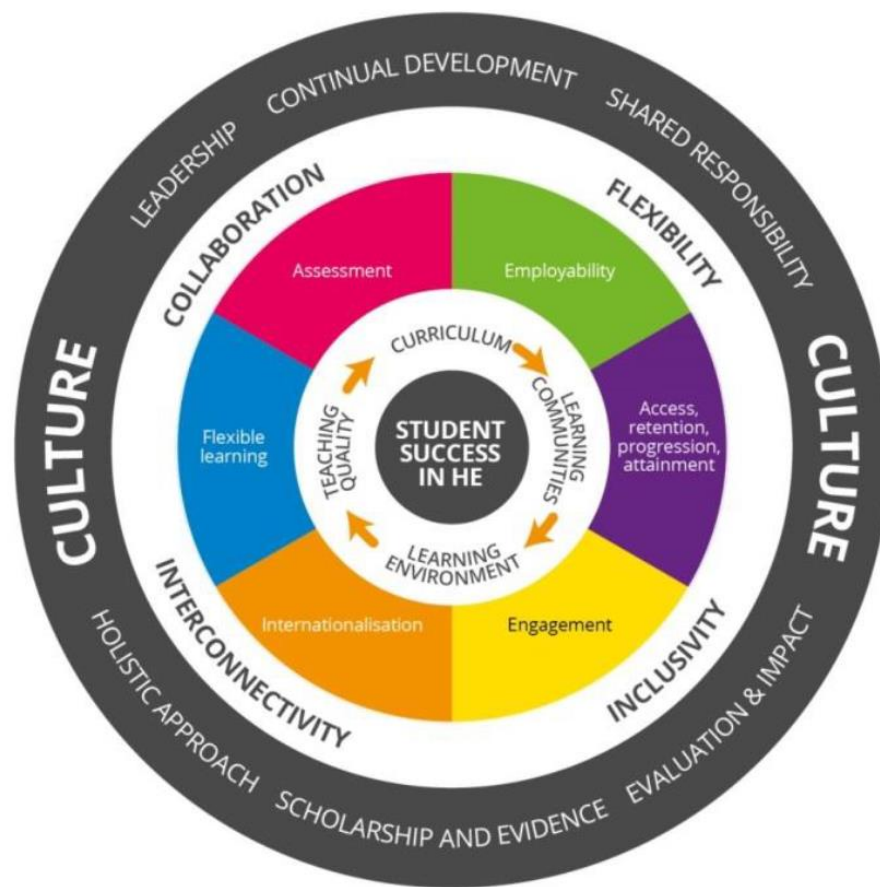 LEADERSHIP
CONTINUAL DEVELOPMENT
SHARED RESPONSIBILITY
CULTURE
CULTURE
HOLISTIC APPROACH
SCHOLARSHIP AND EVIDENCE
EVALUATION & IMPACT
COLLABORATION
FLEXIBILITY
INTERCONNECTIVITY
INCLUSIVITY
Assessment
Employability
Flexible
learning
Access,
retention,
progression,
attainment
Internationalisation
Engagement
CURRICULUM
LEARNING
COMMUNITIES
LEARNING
ENVIRONMENT
TEACHING
QUALITY
STUDENT
SUCCESS
IN HE